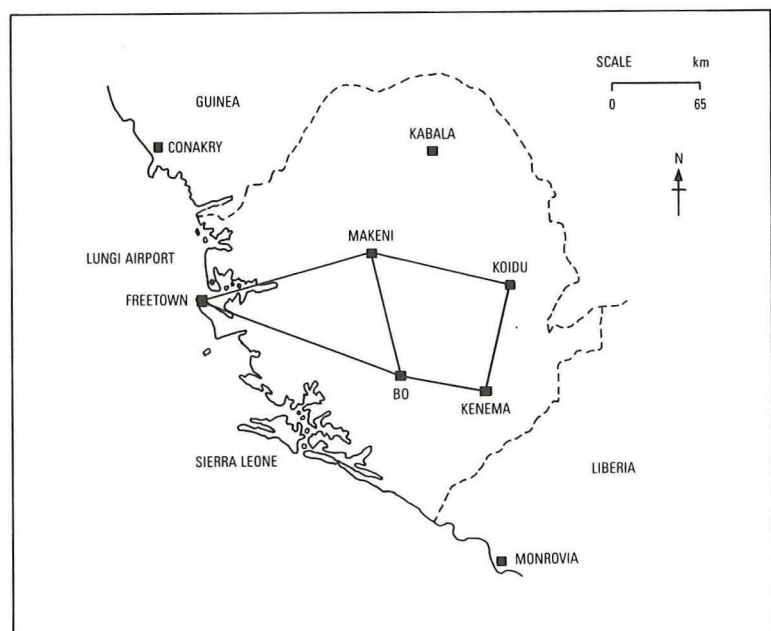 SCALE km
0 65
GUINEA
CONAKRY
KABALA
N
MAKENI
LUNGI AIRPORT
KOIDU
FREETOWN
BO
KENEMA
SIERRA LEONE
LIBERIA
MONROVIA